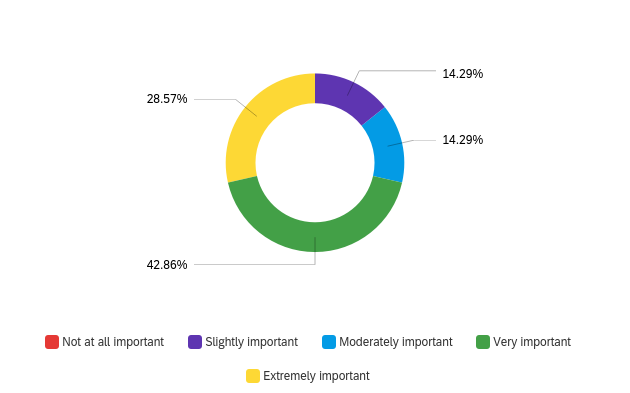 14.29%
28.57%
14.29%
42.86%
Not at all important Slightly important Moderately important Very important
Extremely important